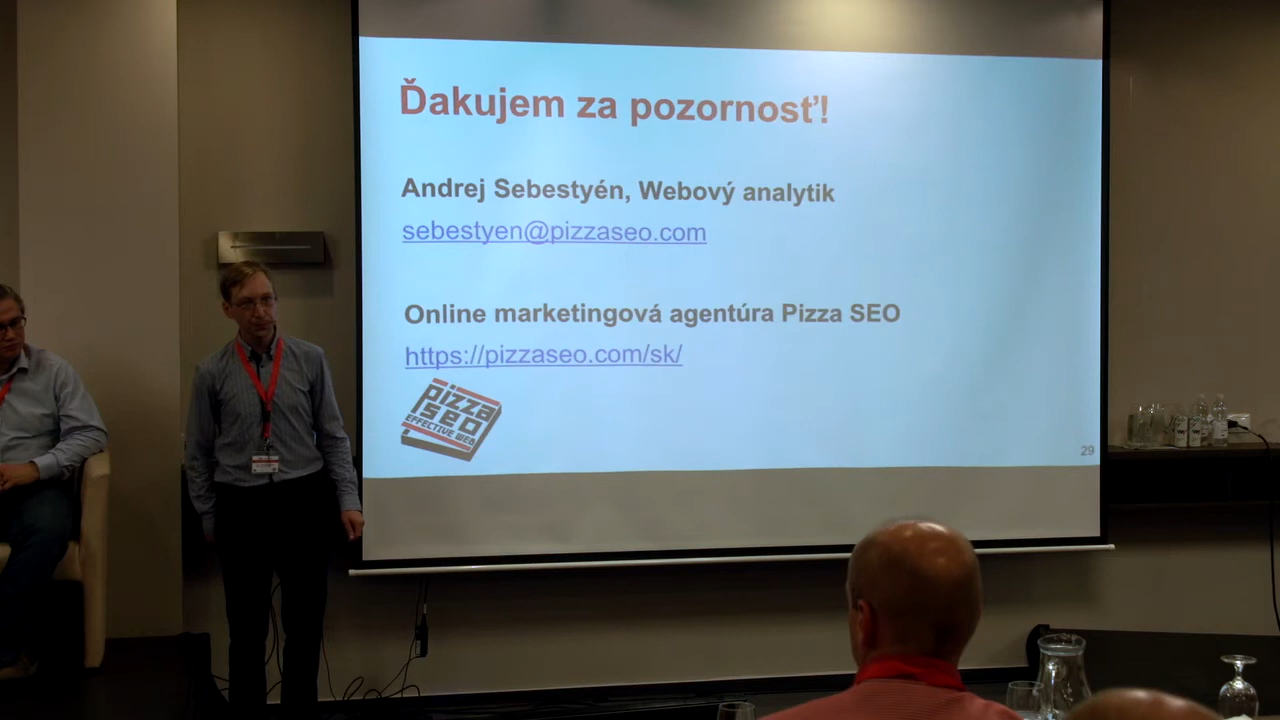 Ďakujem za pozornosť!
Andrej Sebestyén, Webový analytik
sebestyen@pizzaseo.com
Online marketingová agentúra Pizza SEO
https://pizzaseo.com/sk/
pizza
seo
EFFECTIVE WEB
29